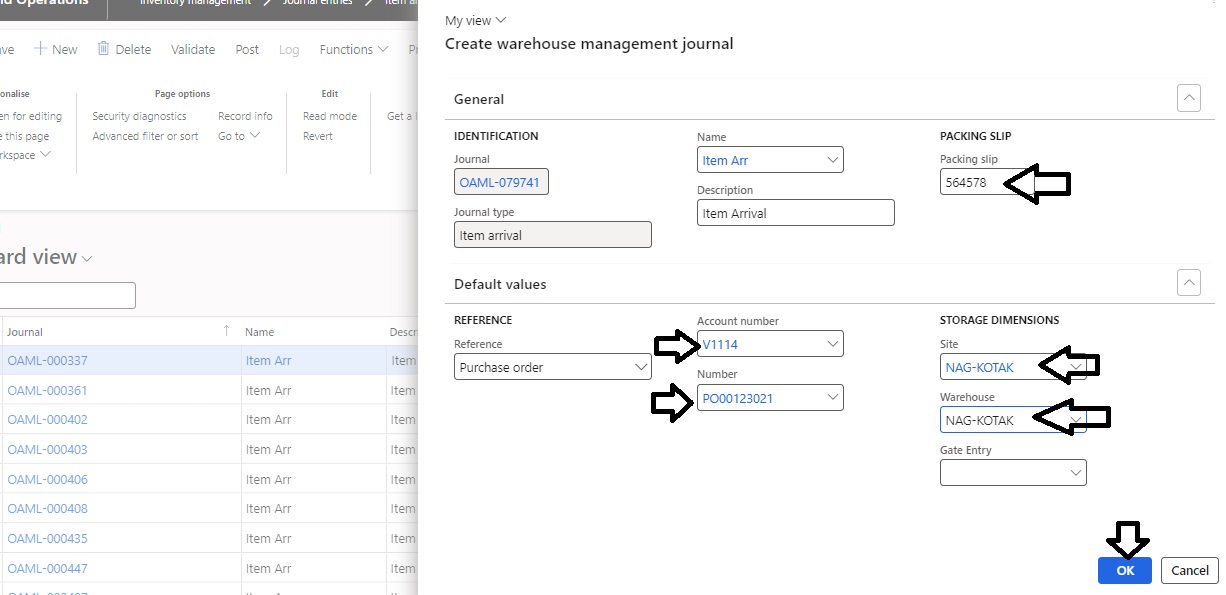 nd Operations
Inventory management
Journal entries
Item ar
ve
New
Delete
Validate
Post
Log
Functions
Pr
onalise
en for editing
e this page
rkspace
Page options
Security diagnostics
Advanced filter or sort
Record info
Go to
Edit
Read mode
Revert
Get a l
ard view
Journal
Name
Descr
OAML-000337 Item Arr Item
OAML-000361 Item Arr Item
OAML-000402 Item Arr Item
OAML-000403 Item Arr Item
OAML-000406 Item Arr Item
OAML-000408 Item Arr Item
OAML-000435 Item Arr Item
OAML-000447 Item Arr Item
My view
Create warehouse management journal
General
IDENTIFICATION
Journal
OAML-079741
Journal type
Item arrival
Name
Item Arr
Description
Item Arrival
PACKING SLIP
Packing slip
564578
Default values
REFERENCE
Reference
Purchase order
Account number
V1114
Number
PO00123021
STORAGE DIMENSIONS
Site
NAG-KOTAK
Warehouse
NAG-KOTAK
Gate Entry
OK
Cancel